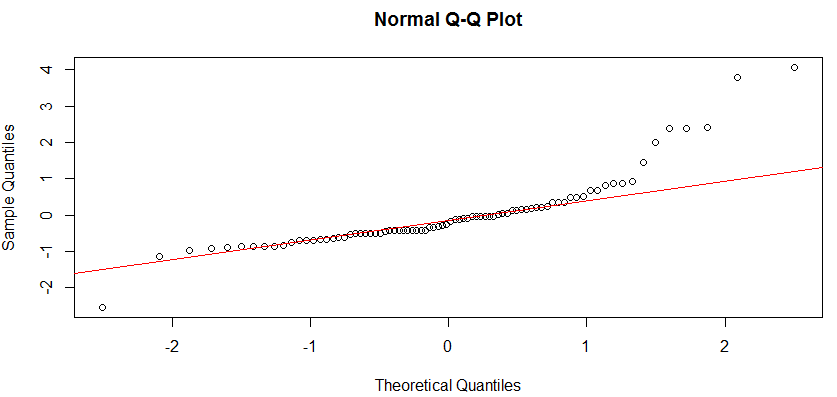 Normal Q-Q Plot
Sample Quantiles
4
3
2
1
0
-1
-2
-2 -1 0 1 2
Theoretical Quantiles